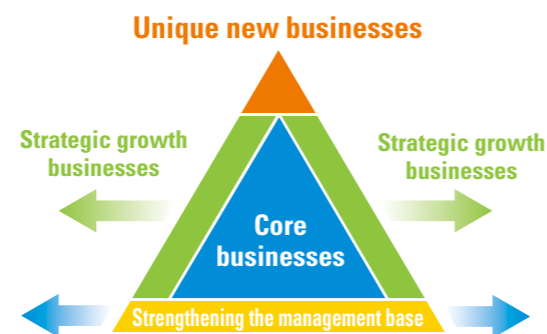 Unique new businesses
Strategic growth
businesses
Strategic growth
businesses
Core
businesses
Strengthening the management base